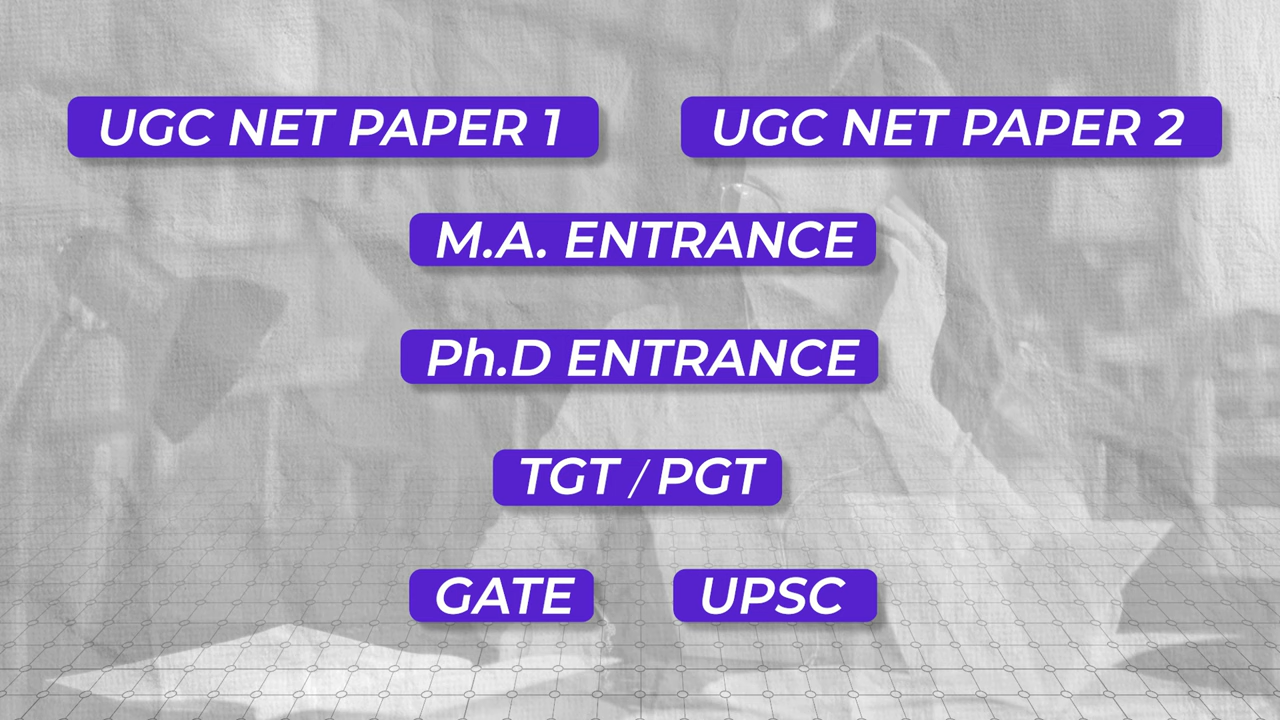 UGC NET PAPER 1
UGC NET PAPER 2
M.A. ENTRANCE
Ph.D ENTRANCE
TGT / PGT
GATE
UPSC